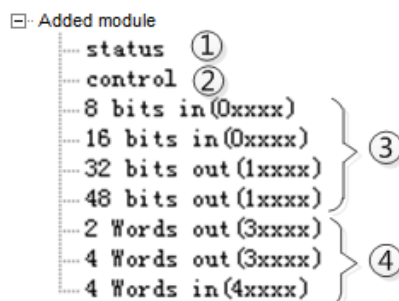 Added module
status ①
control ②
8 bits in(0xxxx)
16 bits in(0xxxx)
32 bits out(1xxxx)
48 bits out(1xxxx)
③
2 Words out(3xxxx)
4 Words out(3xxxx)
4 Words in(4xxxx)
④